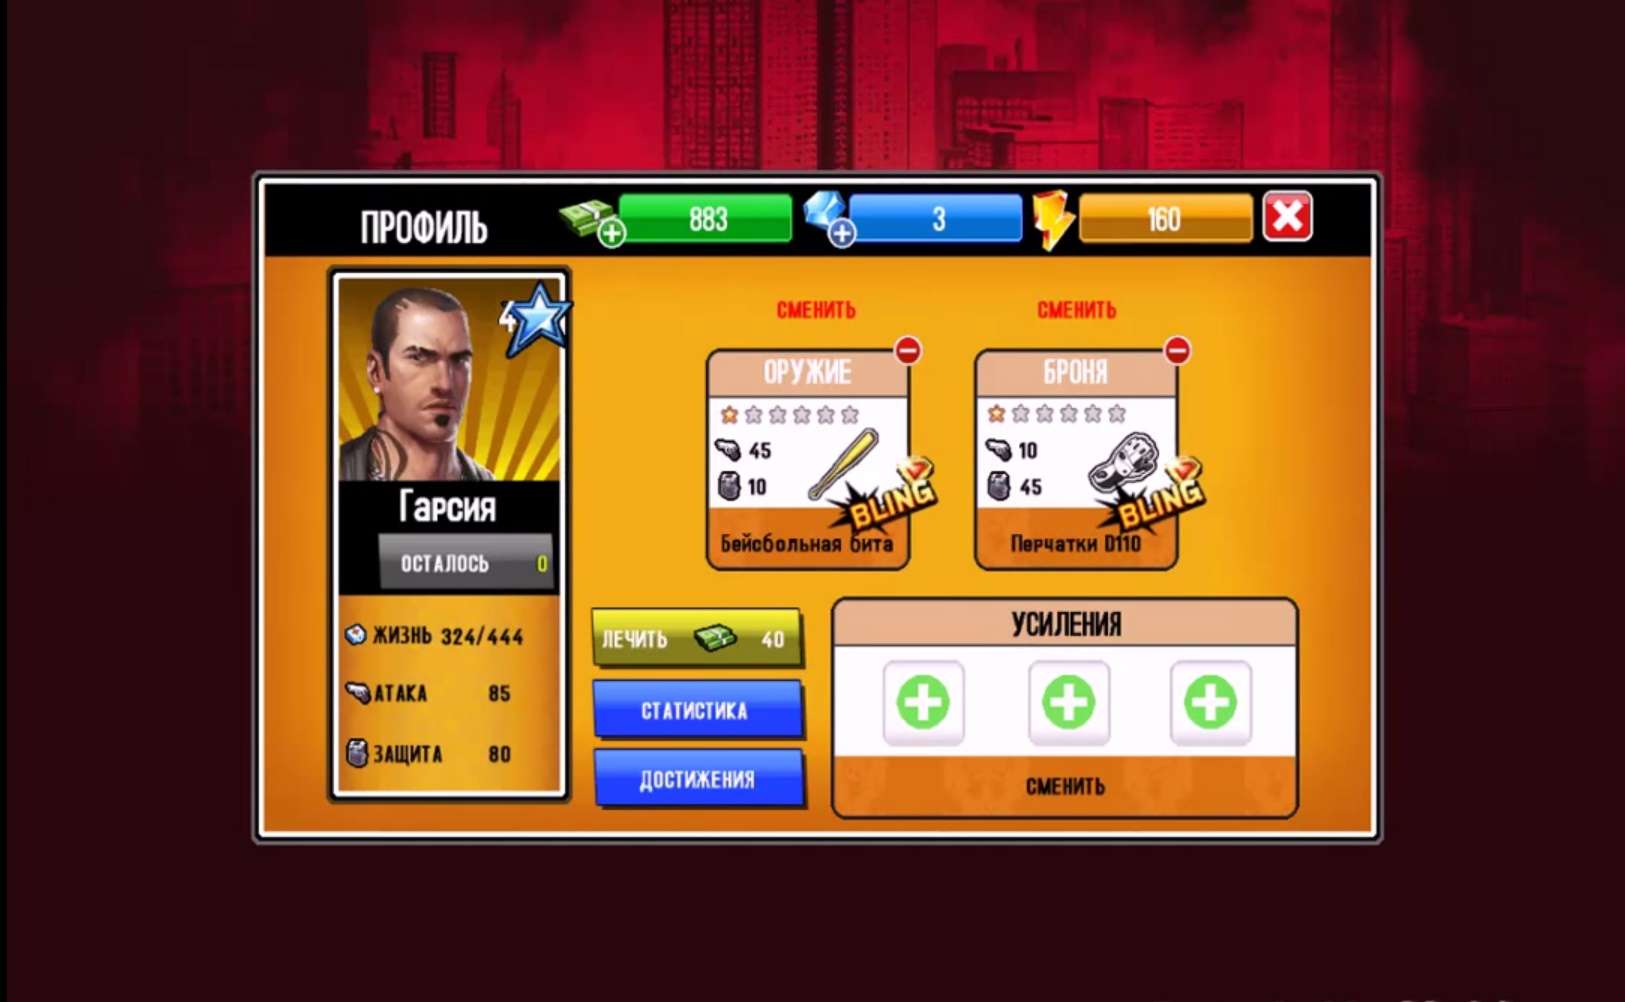 ПРОФИЛЬ
883
3
160
4
СМЕНИТЬ
СМЕНИТЬ
ОРУЖИЕ
45
10
BLING
Бейсбольная бита
БРОНЯ
10
45
BLING
Перчатки D110
Гарсия
ОСТАЛОСЬ 0
ЖИЗНЬ 324/444
АТАКА 85
ЗАЩИТА 80
ЛЕЧИТЬ 40
СТАТИСТИКА
ДОСТИЖЕНИЯ
УСИЛЕНИЯ
СМЕНИТЬ